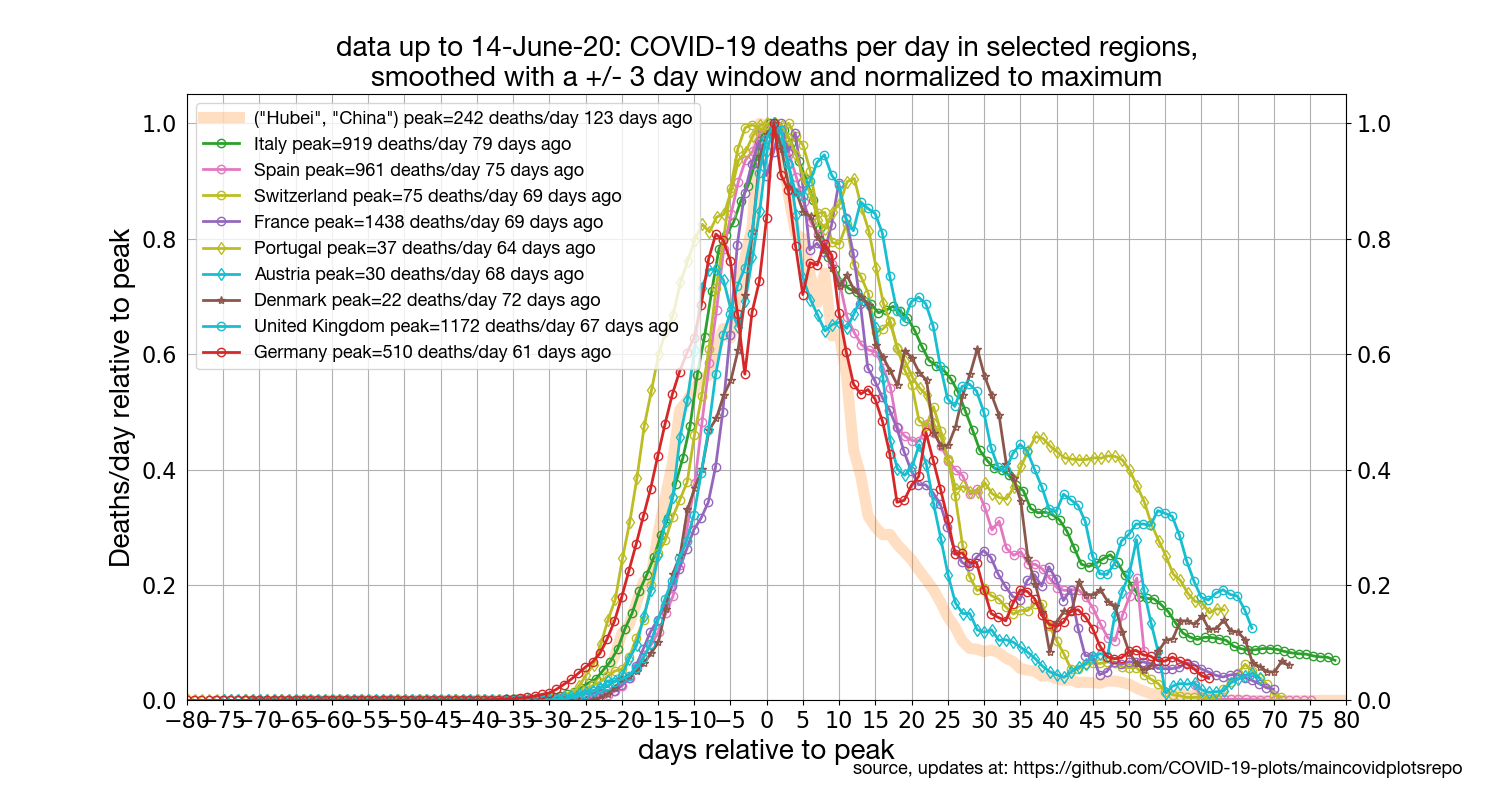 data up to 14-June-20: COVID-19 deaths per day in selected regions,
smoothed with a +/- 3 day window and normalized to maximum
("Hubei", "China") peak=242 deaths/day 123 days ago
Italy peak=919 deaths/day 79 days ago
Spain peak=961 deaths/day 75 days ago
Switzerland peak=75 deaths/day 69 days ago
France peak=1438 deaths/day 69 days ago
Portugal peak=37 deaths/day 64 days ago
Austria peak=30 deaths/day 68 days ago
Denmark peak=22 deaths/day 72 days ago
United Kingdom peak=1172 deaths/day 67 days ago
Germany peak=510 deaths/day 61 days ago
Deaths/day relative to peak
1.0
0.8
0.6
0.4
0.2
0.0
1.0
0.8
0.6
0.4
0.2
0.0
−80 −75 −70 −65 −60 −55 −50 −45 −40 −35 −30 −25 −20 −15 −10 −5 0 5 10 15 20 25 30 35 40 45 50 55 60 65 70 75 80
days relative to peak
source, updates at: https://github.com/COVID-19-plots/maincovidplotsrepo